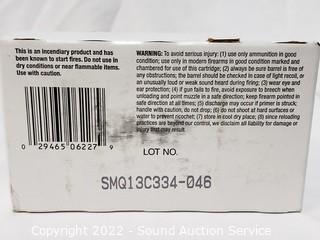 This is an incendiary product and has
been known to start fires. Do not use in
dry conditions or near flammable items.
Use with caution.
WARNING: To avoid serious injury: (1) use only ammunition in good
condition; use only in modern firearms in good condition marked and
chambered for use of this cartridge; (2) always be sure barrel is free of
any obstructions; the barrel should be checked in case of light recoil, or
an unusual or weak sound heard during firing; (3) wear eye and
ear protection; (4) if gun fails to fire, avoid exposure to breech when
unloading and point muzzle in a safe direction; keep firearm pointed in
safe direction at all times; (5) discharge may occur if primer is struck;
handle with caution, do not drop; (6) do not shoot at hard surfaces or
water to prevent ricochet; (7) store in cool dry place; (8) since reloading
practices are beyond our control, we disclaim all liability for damage or
injury that may result.
0 29465 06227 9
LOT NO.
SMQ13C334-046
Copyright 2022 - Sound Auction Service